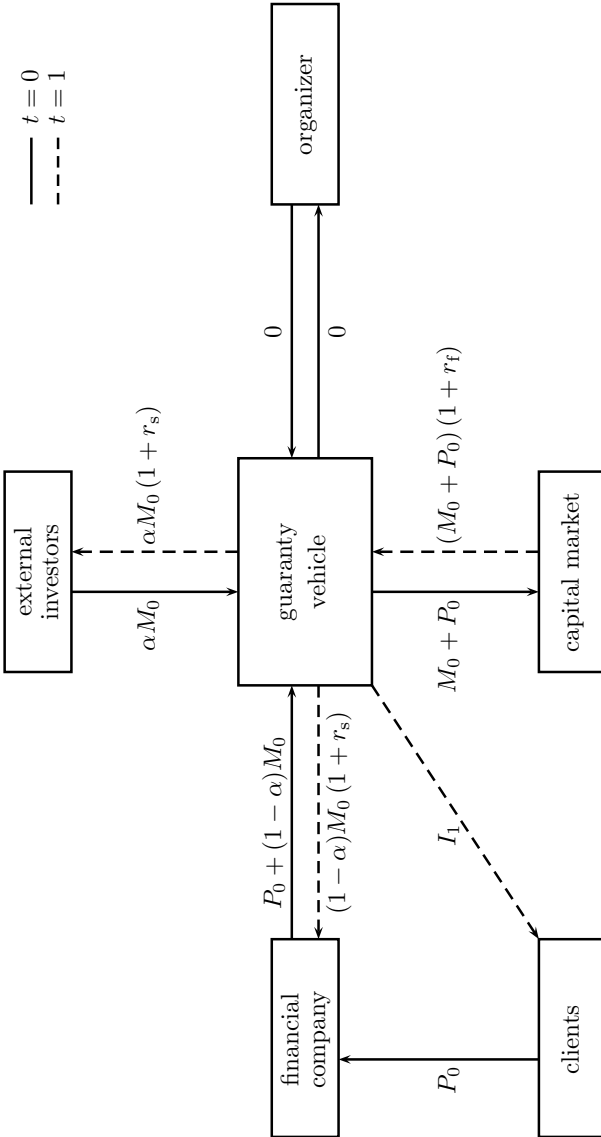 t = 0
t = 1
external
investors
αM₀
αM₀ (1 + rₛ)
financial
company
P₀ + (1 − α)M₀
(1 − α)M₀ (1 + rₛ)
guaranty
vehicle
0
0
organizer
P₀
I₁
M₀ + P₀
(M₀ + P₀) (1 + r_f)
clients
capital market